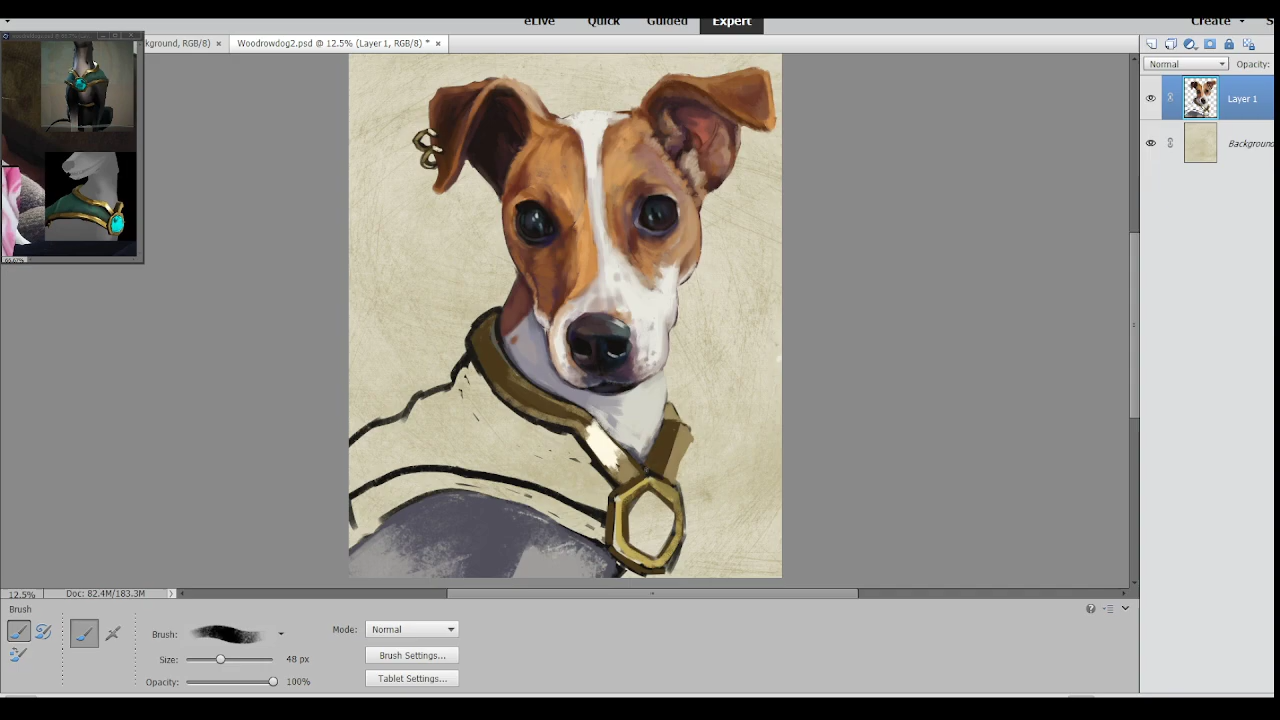 eLive Quick Guided Expert Create
kground, RGB/8) × Woodrowdog2.psd @ 12.5% (Layer 1, RGB/8) * ×
Normal Opacity:
Layer 1
Background
12.5% Doc: 82.4M/183.3M
Brush
Brush: Mode: Normal
Size: 48 px Brush Settings...
Opacity: 100% Tablet Settings...